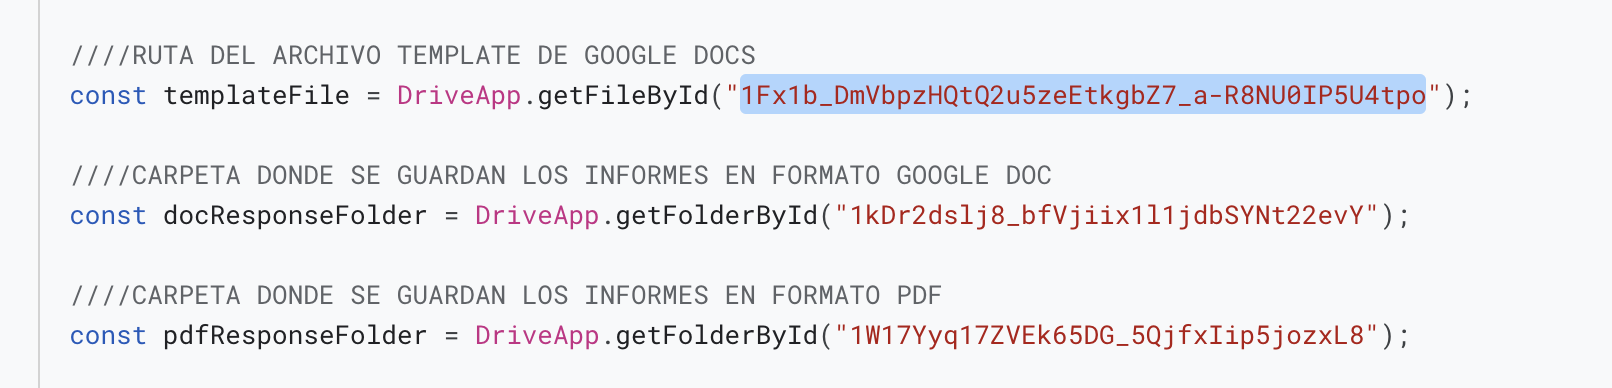 ////RUTA DEL ARCHIVO TEMPLATE DE GOOGLE DOCS
const templateFile = DriveApp.getFileById("1Fx1b_DmVbpzHQtQ2u5zeEtkgbZ7_a-R8NU0IP5U4tpo");
////CARPETA DONDE SE GUARDAN LOS INFORMES EN FORMATO GOOGLE DOC
const docResponseFolder = DriveApp.getFolderById("1kDr2dslj8_bfVjiix1l1jdbSYNt22evY");
////CARPETA DONDE SE GUARDAN LOS INFORMES EN FORMATO PDF
const pdfResponseFolder = DriveApp.getFolderById("1W17Yyq17ZVEk65DG_5QjfxIip5jozxL8");